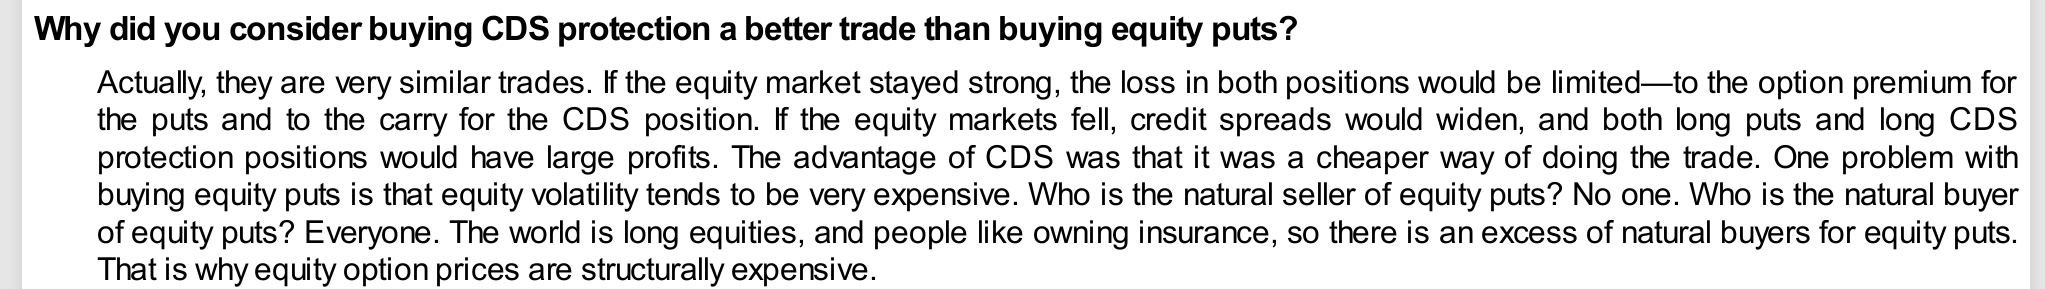 Why did you consider buying CDS protection a better trade than buying equity puts?
Actually, they are very similar trades. If the equity market stayed strong, the loss in both positions would be limited—to the option premium for
the puts and to the carry for the CDS position. If the equity markets fell, credit spreads would widen, and both long puts and long CDS
protection positions would have large profits. The advantage of CDS was that it was a cheaper way of doing the trade. One problem with
buying equity puts is that equity volatility tends to be very expensive. Who is the natural seller of equity puts? No one. Who is the natural buyer
of equity puts? Everyone. The world is long equities, and people like owning insurance, so there is an excess of natural buyers for equity puts.
That is why equity option prices are structurally expensive.